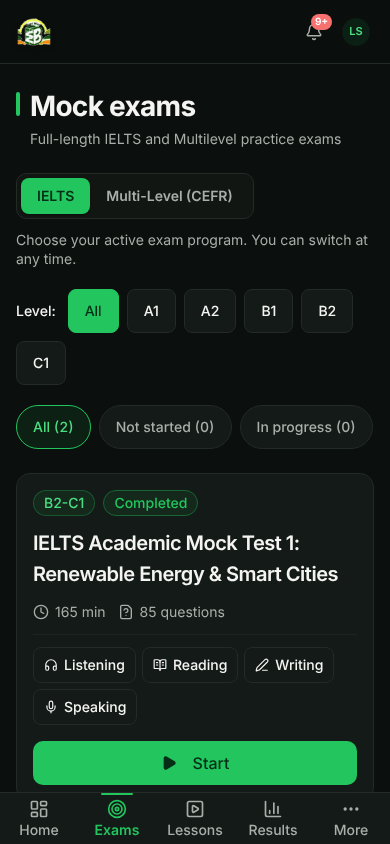 9+
LS
Mock exams
Full-length IELTS and Multilevel practice exams
IELTS
Multi-Level (CEFR)
Choose your active exam program. You can switch at
any time.
Level:
All
A1
A2
B1
B2
C1
All (2)
Not started (0)
In progress (0)
B2-C1
Completed
IELTS Academic Mock Test 1:
Renewable Energy & Smart Cities
165 min
85 questions
Listening
Reading
Writing
Speaking
Start
Home
Exams
Lessons
Results
More